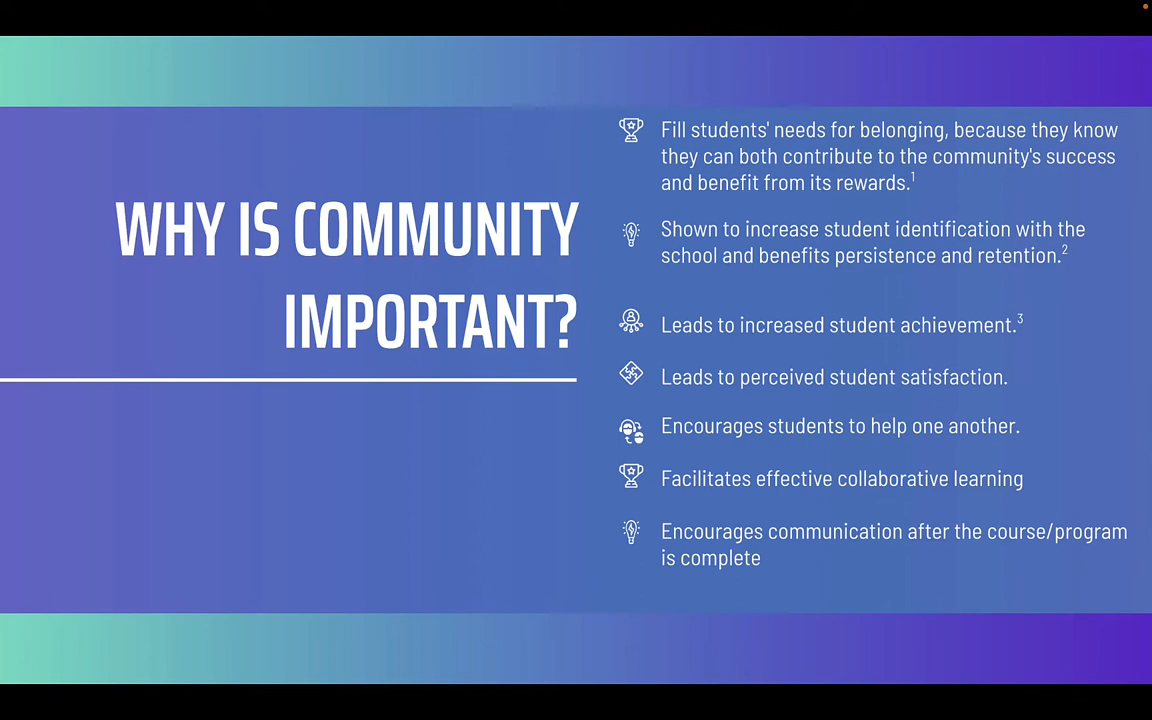 WHY IS COMMUNITY
IMPORTANT?
Fill students' needs for belonging, because they know
they can both contribute to the community's success
and benefit from its rewards.¹
Shown to increase student identification with the
school and benefits persistence and retention.²
Leads to increased student achievement.³
Leads to perceived student satisfaction.
Encourages students to help one another.
Facilitates effective collaborative learning
Encourages communication after the course/program
is complete